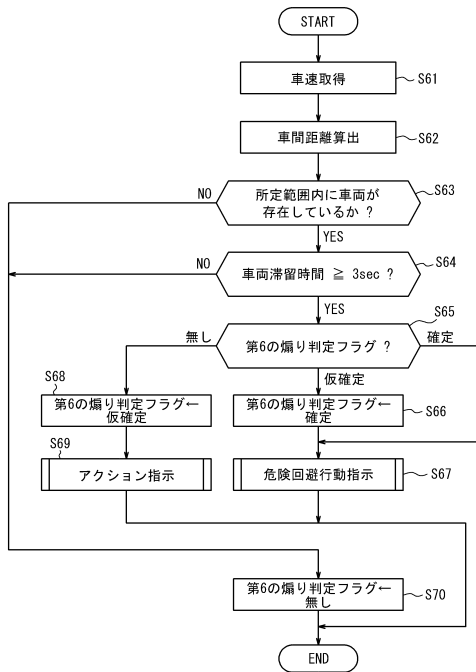 START
車速取得
S61
車間距離算出
S62
所定範囲内に車両が
存在しているか ?
S63
NO
YES
車両滞留時間 ≧ 3sec ?
S64
NO
YES
第6の煽り判定フラグ ?
S65
無し
確定
仮確定
S68
第6の煽り判定フラグ←
仮確定
第6の煽り判定フラグ←
確定
S66
S69
アクション指示
危険回避行動指示
S67
第6の煽り判定フラグ←
無し
S70
END